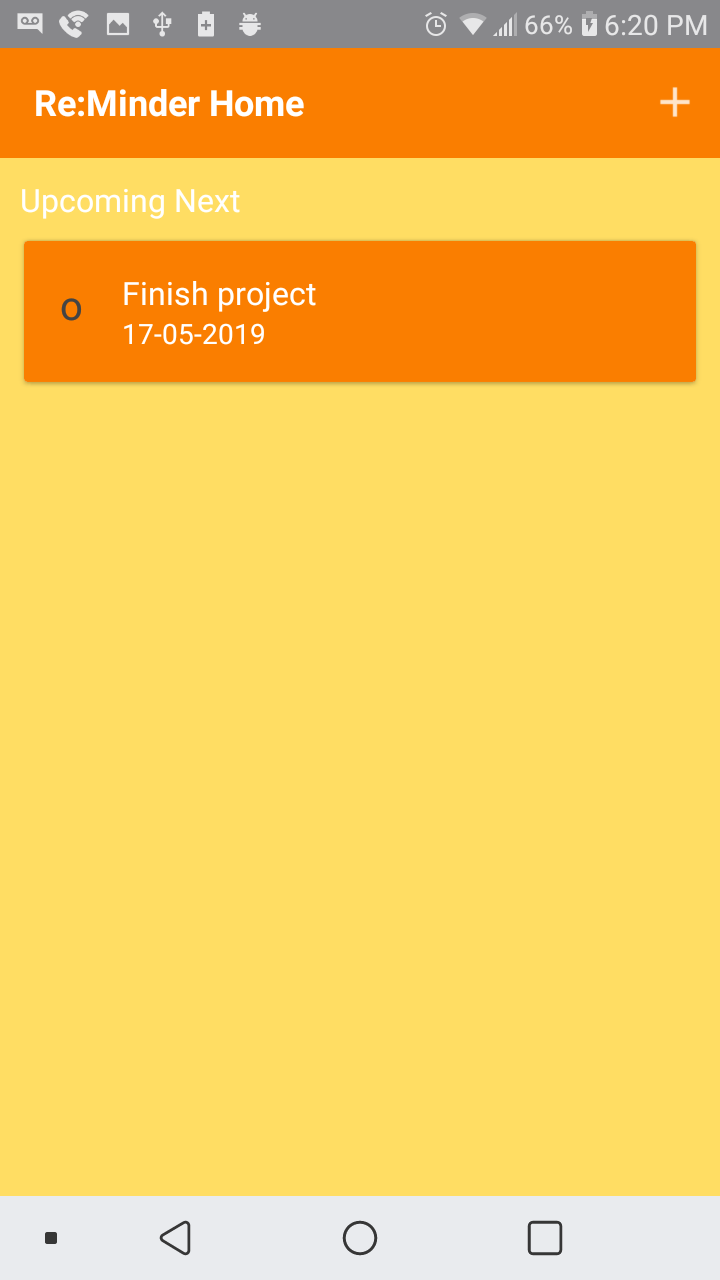 66% 6:20 PM
Re:Minder Home +
Upcoming Next
O Finish project
17-05-2019